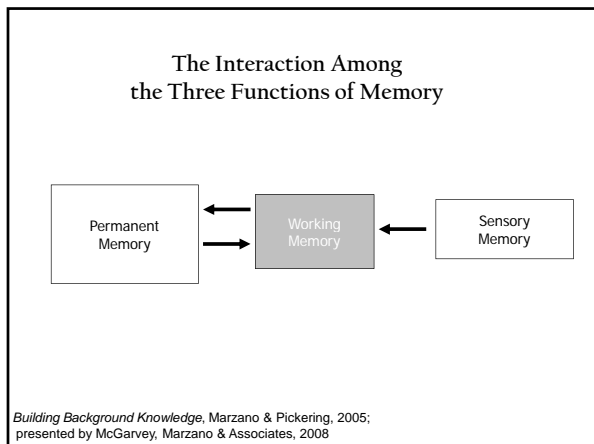 The Interaction Among
the Three Functions of Memory
Permanent
Memory
Working
Memory
Sensory
Memory
Building Background Knowledge, Marzano & Pickering, 2005;
presented by McGarvey, Marzano & Associates, 2008